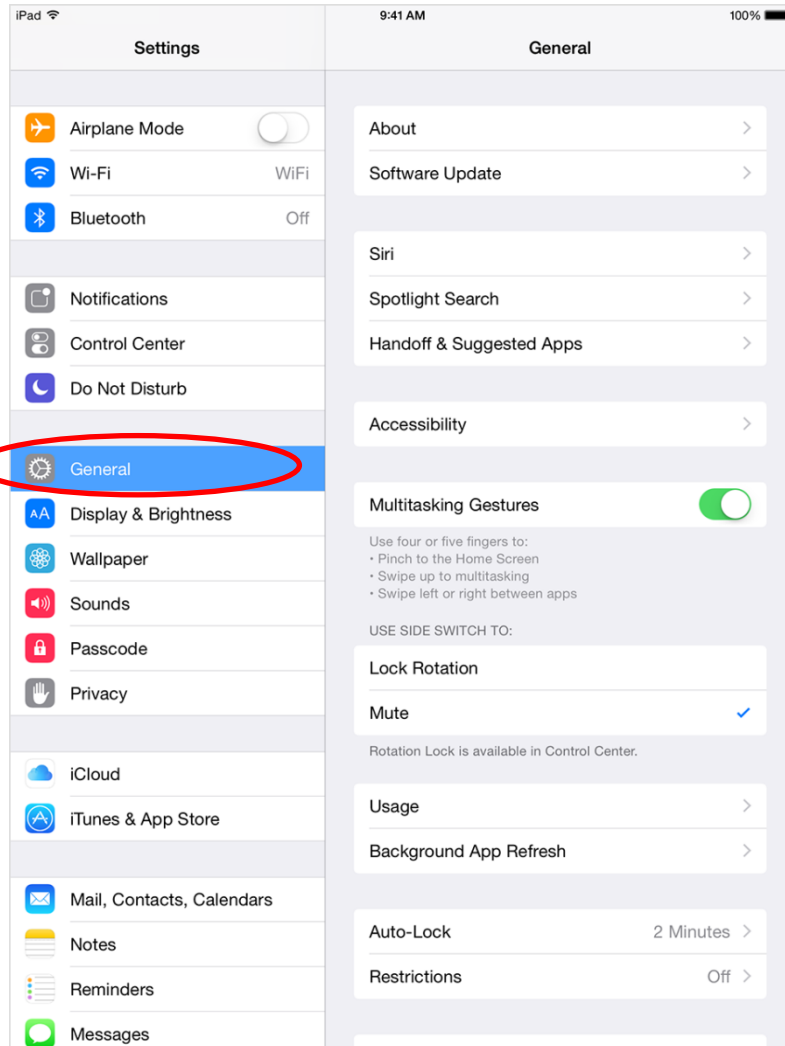 iPad
9:41 AM
100%
Settings
General
Airplane Mode
Wi-Fi
WiFi
Bluetooth
Off
Notifications
Control Center
Do Not Disturb
General
AA
Display & Brightness
Wallpaper
Sounds
Passcode
Privacy
iCloud
iTunes & App Store
Mail, Contacts, Calendars
Notes
Reminders
Messages
About
Software Update
Siri
Spotlight Search
Handoff & Suggested Apps
Accessibility
Multitasking Gestures
Use four or five fingers to:
• Pinch to the Home Screen
• Swipe up to multitasking
• Swipe left or right between apps
USE SIDE SWITCH TO:
Lock Rotation
Mute
Rotation Lock is available in Control Center.
Usage
Background App Refresh
Auto-Lock
2 Minutes
Restrictions
Off